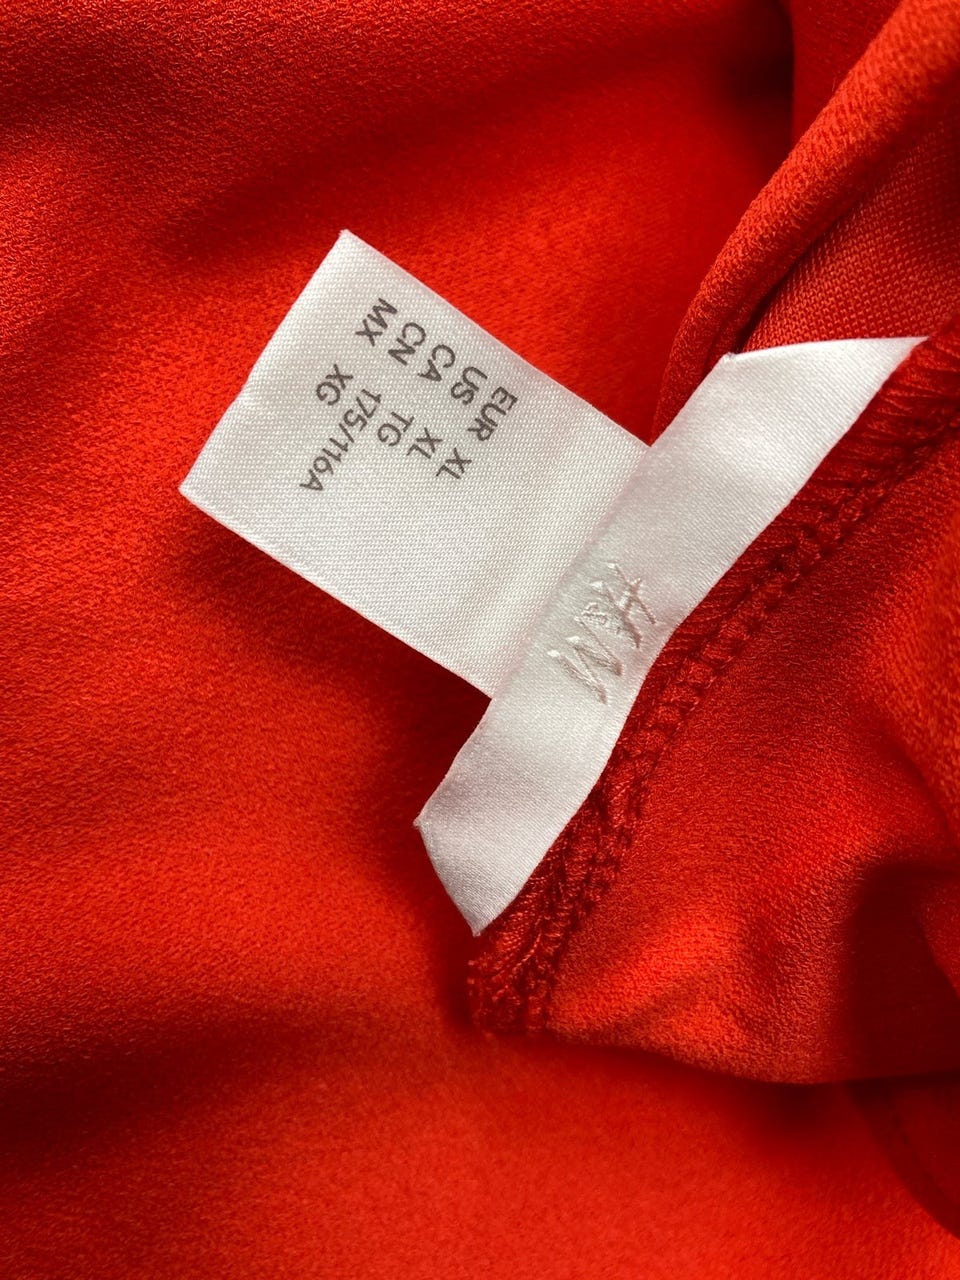 H&M
EUR XL
US XL
CA TG
CN 175/116A
MX XG